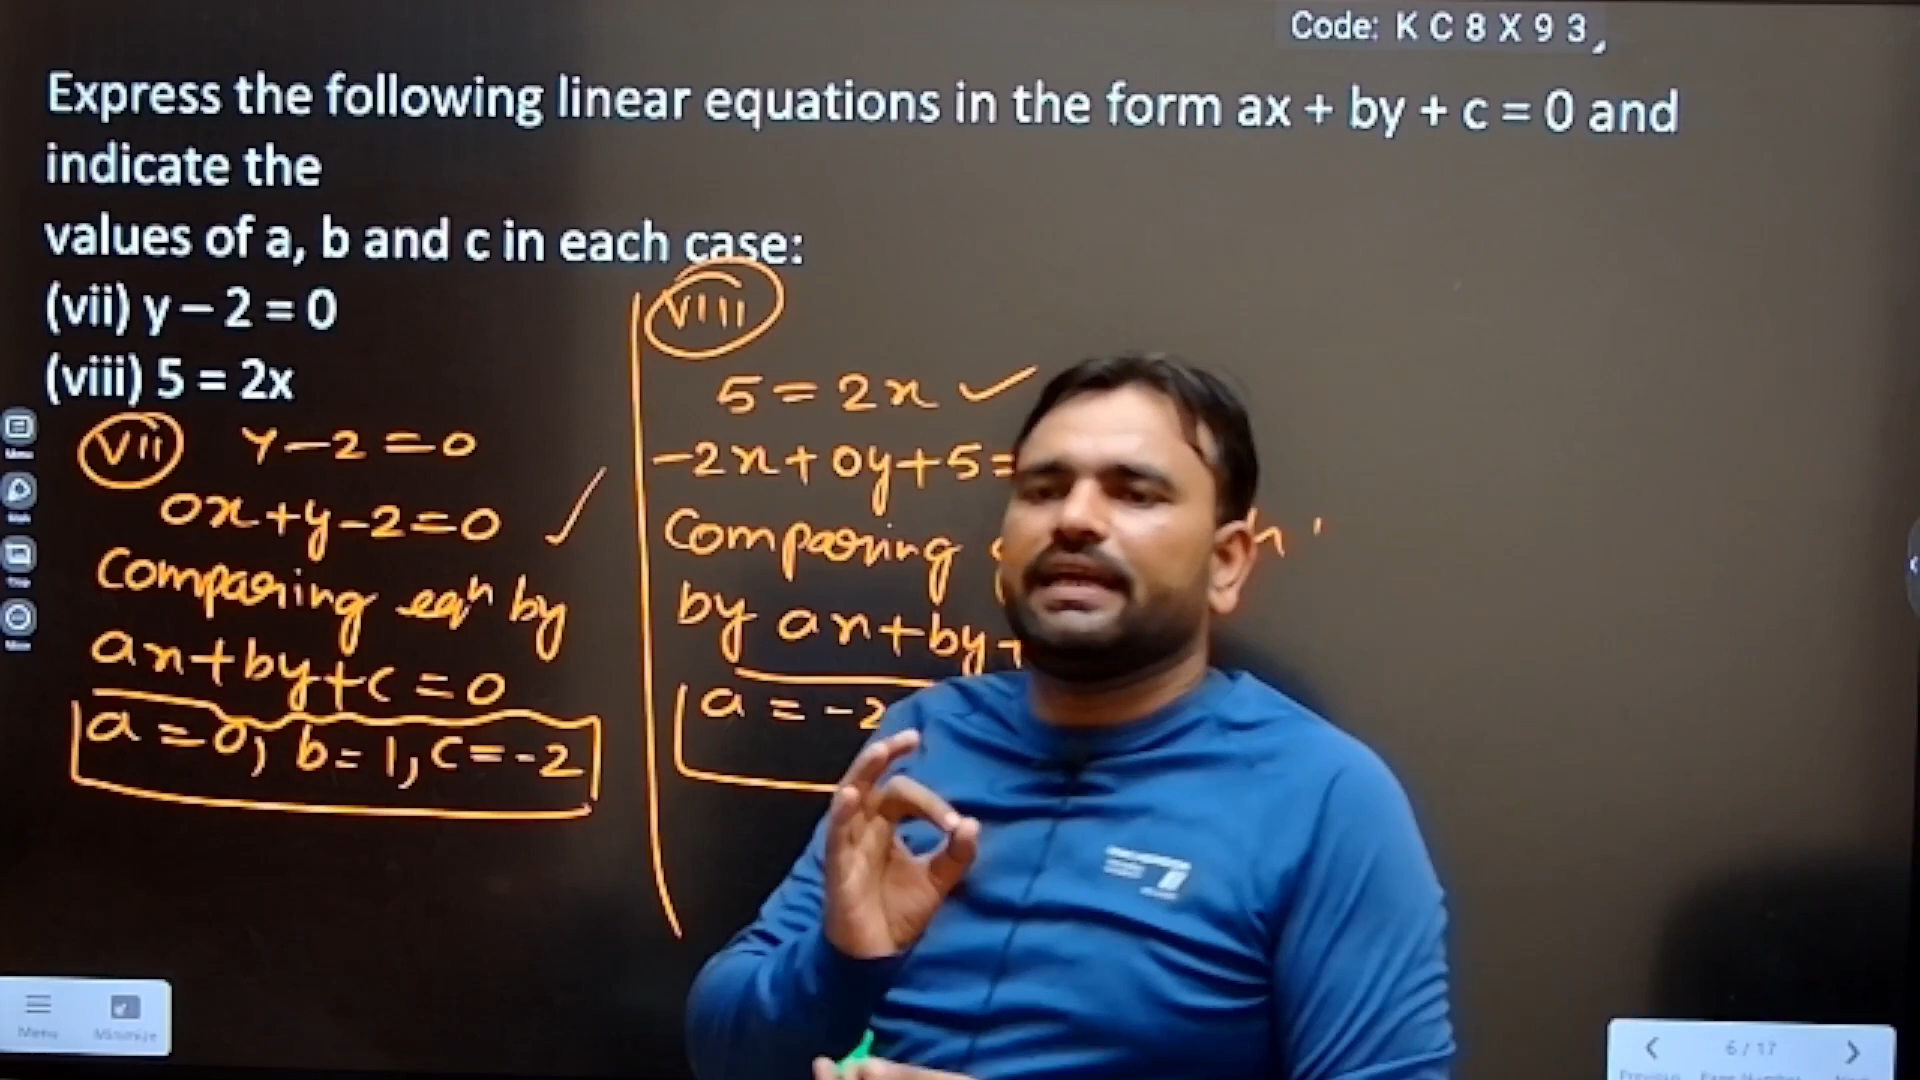 Code: K C 8 X 9 3
Express the following linear equations in the form ax + by + c = 0 and
indicate the
values of a, b and c in each case:
(vii) y – 2 = 0
(viii) 5 = 2x
vii y-2=0
0x+y-2=0
Comparing eqn by
ax+by+c=0
a=0, b=1, c=-2
viii
5=2x
-2x+0y+5=
Comparing
by ax+by+
a = -2
Menu
Minimize
6/17